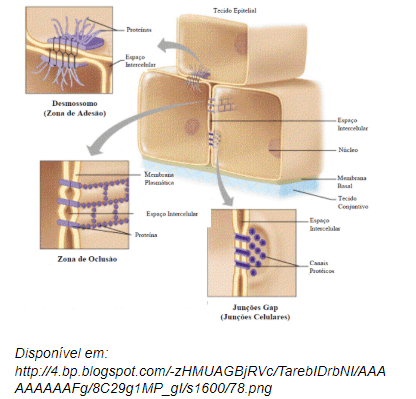 Tecido Epitelial
Proteínas
Espaço
Intercelular
Desmossomo
(Zona de Adesão)
Espaço
Intercelular
Núcleo
Membrana
Basal
Tecido
Conjuntivo
Membrana
Plasmática
Espaço Intercelular
Proteína
Zona de Oclusão
Espaço
Intercelular
Canais
Protéicos
Junções Gap
(Junções Celulares)
Disponível em:
http://4.bp.blogspot.com/-zHMUAGBjRVc/TarebIDrbNI/AAA
AAAAAAFg/8C29g1MP_gI/s1600/78.png